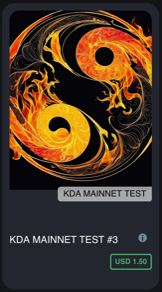 KDA MAINNET TEST
KDA MAINNET TEST #3
USD 1.50